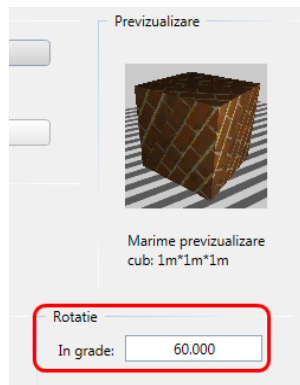 Previzualizare
Marime previzualizare
cub: 1m*1m*1m
Rotatie
In grade: 60.000